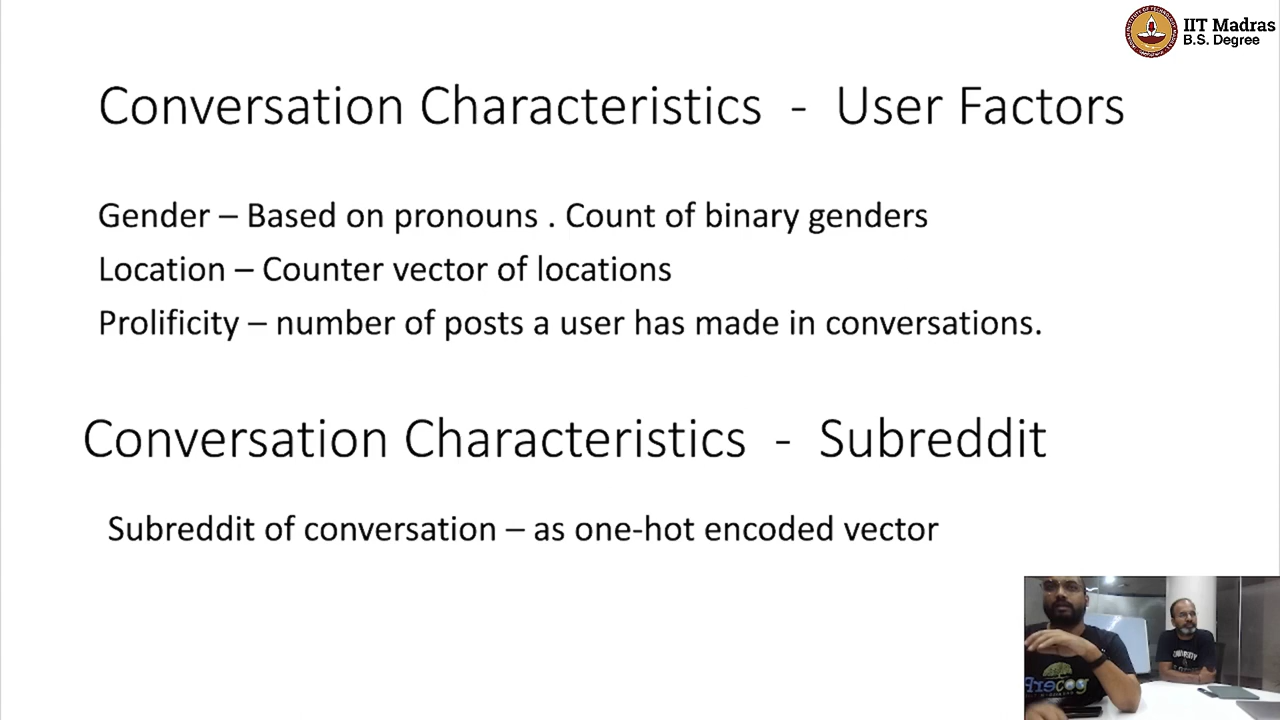 IIT Madras
B.S. Degree
Conversation Characteristics - User Factors
Gender – Based on pronouns . Count of binary genders
Location – Counter vector of locations
Prolificity – number of posts a user has made in conversations.
Conversation Characteristics - Subreddit
Subreddit of conversation – as one-hot encoded vector